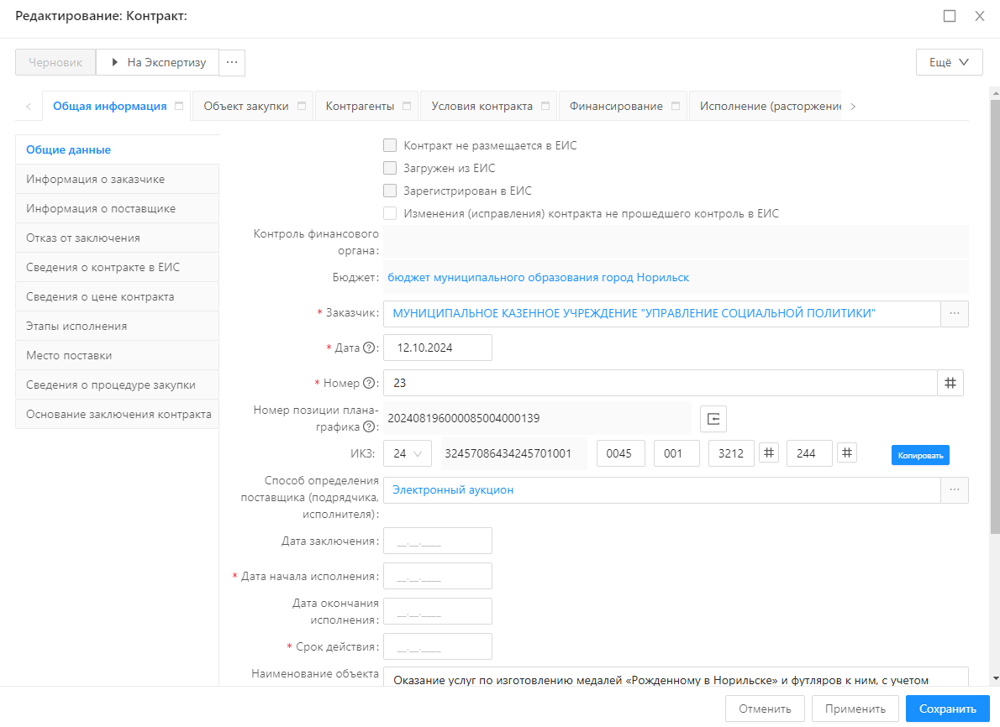 Редактирование: Контракт:
Черновик На Экспертизу ... Ещё
Общая информация Объект закупки Контрагенты Условия контракта Финансирование Исполнение (расторжение
Общие данные
Информация о заказчике
Информация о поставщике
Отказ от заключения
Сведения о контракте в ЕИС
Сведения о цене контракта
Этапы исполнения
Место поставки
Сведения о процедуре закупки
Основание заключения контракта
Контракт не размещается в ЕИС
Загружен из ЕИС
Зарегистрирован в ЕИС
Изменения (исправления) контракта не прошедшего контроль в ЕИС
Контроль финансового
органа:
Бюджет: бюджет муниципального образования город Норильск
* Заказчик: МУНИЦИПАЛЬНОЕ КАЗЕННОЕ УЧРЕЖДЕНИЕ "УПРАВЛЕНИЕ СОЦИАЛЬНОЙ ПОЛИТИКИ" ...
* Дата ?: 12.10.2024
* Номер ?: 23 #
Номер позиции плана-
графика ?: 202408196000085004000139
ИКЗ: 24 32457086434245701001 0045 001 3212 # 244 # Копировать
Способ определения
поставщика (подрядчика,
исполнителя): Электронный аукцион ...
Дата заключения: __.__.____
* Дата начала исполнения: __.__.____
Дата окончания
исполнения: __.__.____
* Срок действия: __.__.____
Наименование объекта Оказание услуг по изготовлению медалей «Рожденному в Норильске» и футляров к ним, с учетом
Отменить Применить Сохранить